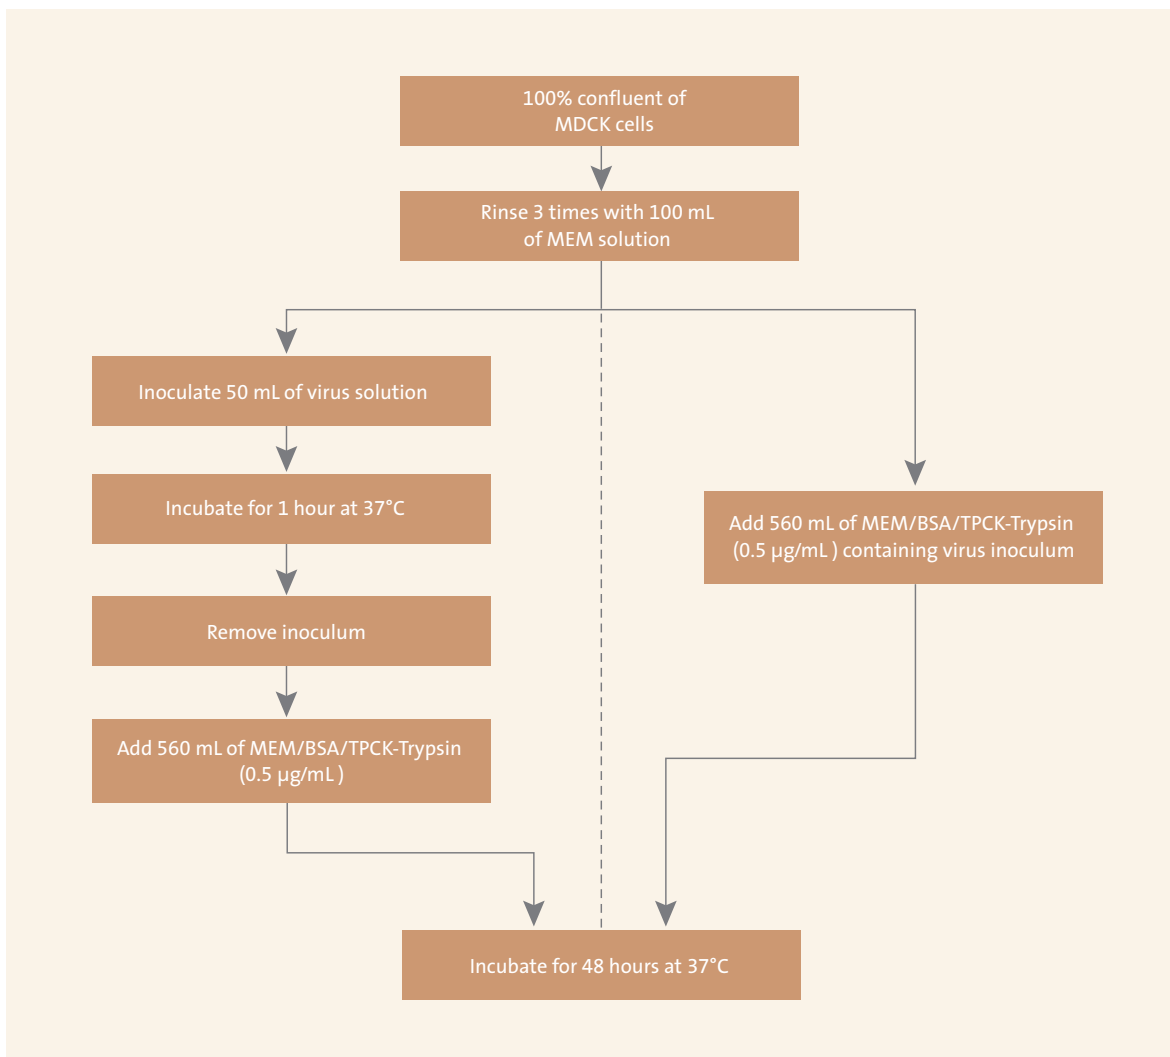 100% confluent of
MDCK cells
Rinse 3 times with 100 mL
of MEM solution
Inoculate 50 mL of virus solution
Incubate for 1 hour at 37°C
Remove inoculum
Add 560 mL of MEM/BSA/TPCK-Trypsin
(0.5 µg/mL )
Add 560 mL of MEM/BSA/TPCK-Trypsin
(0.5 µg/mL ) containing virus inoculum
Incubate for 48 hours at 37°C